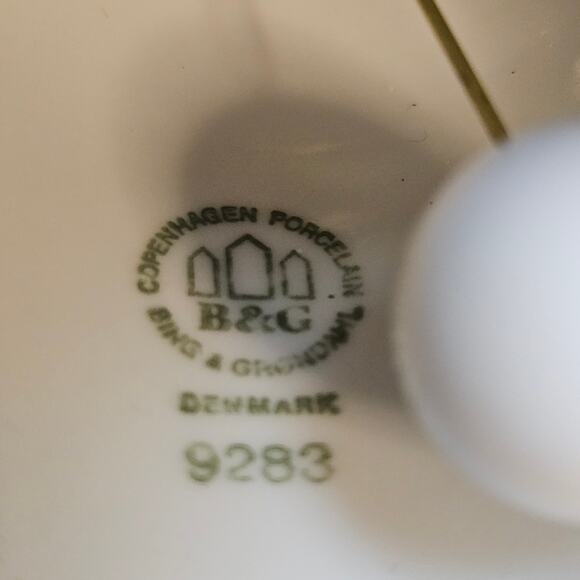 COPENHAGEN PORCELAIN
B&G
BING & GRØNDAHL
DENMARK
9283